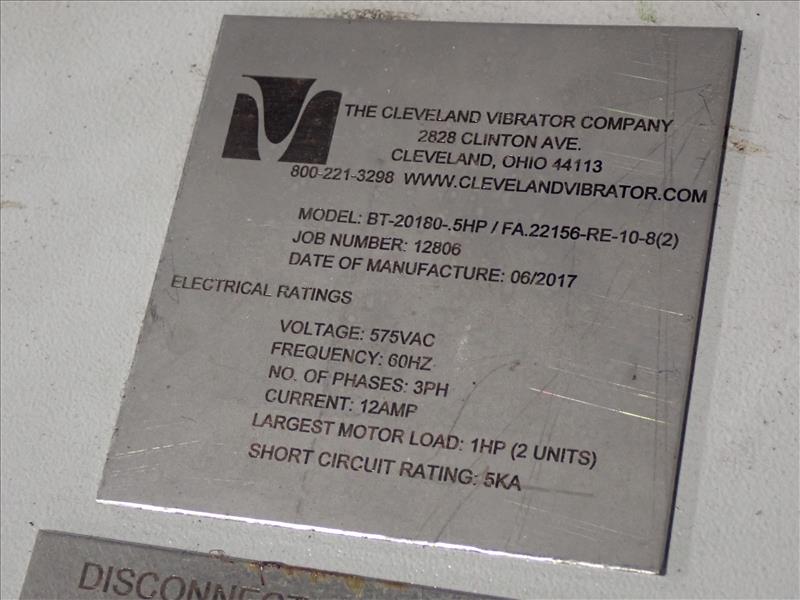 THE CLEVELAND VIBRATOR COMPANY
2828 CLINTON AVE.
CLEVELAND, OHIO 44113
800-221-3298 WWW.CLEVELANDVIBRATOR.COM
MODEL: BT-20180-.5HP / FA.22156-RE-10-8(2)
JOB NUMBER: 12806
DATE OF MANUFACTURE: 06/2017
ELECTRICAL RATINGS
VOLTAGE: 575VAC
FREQUENCY: 60HZ
NO. OF PHASES: 3PH
CURRENT: 12AMP
LARGEST MOTOR LOAD: 1HP (2 UNITS)
SHORT CIRCUIT RATING: 5KA
DISCONNECT